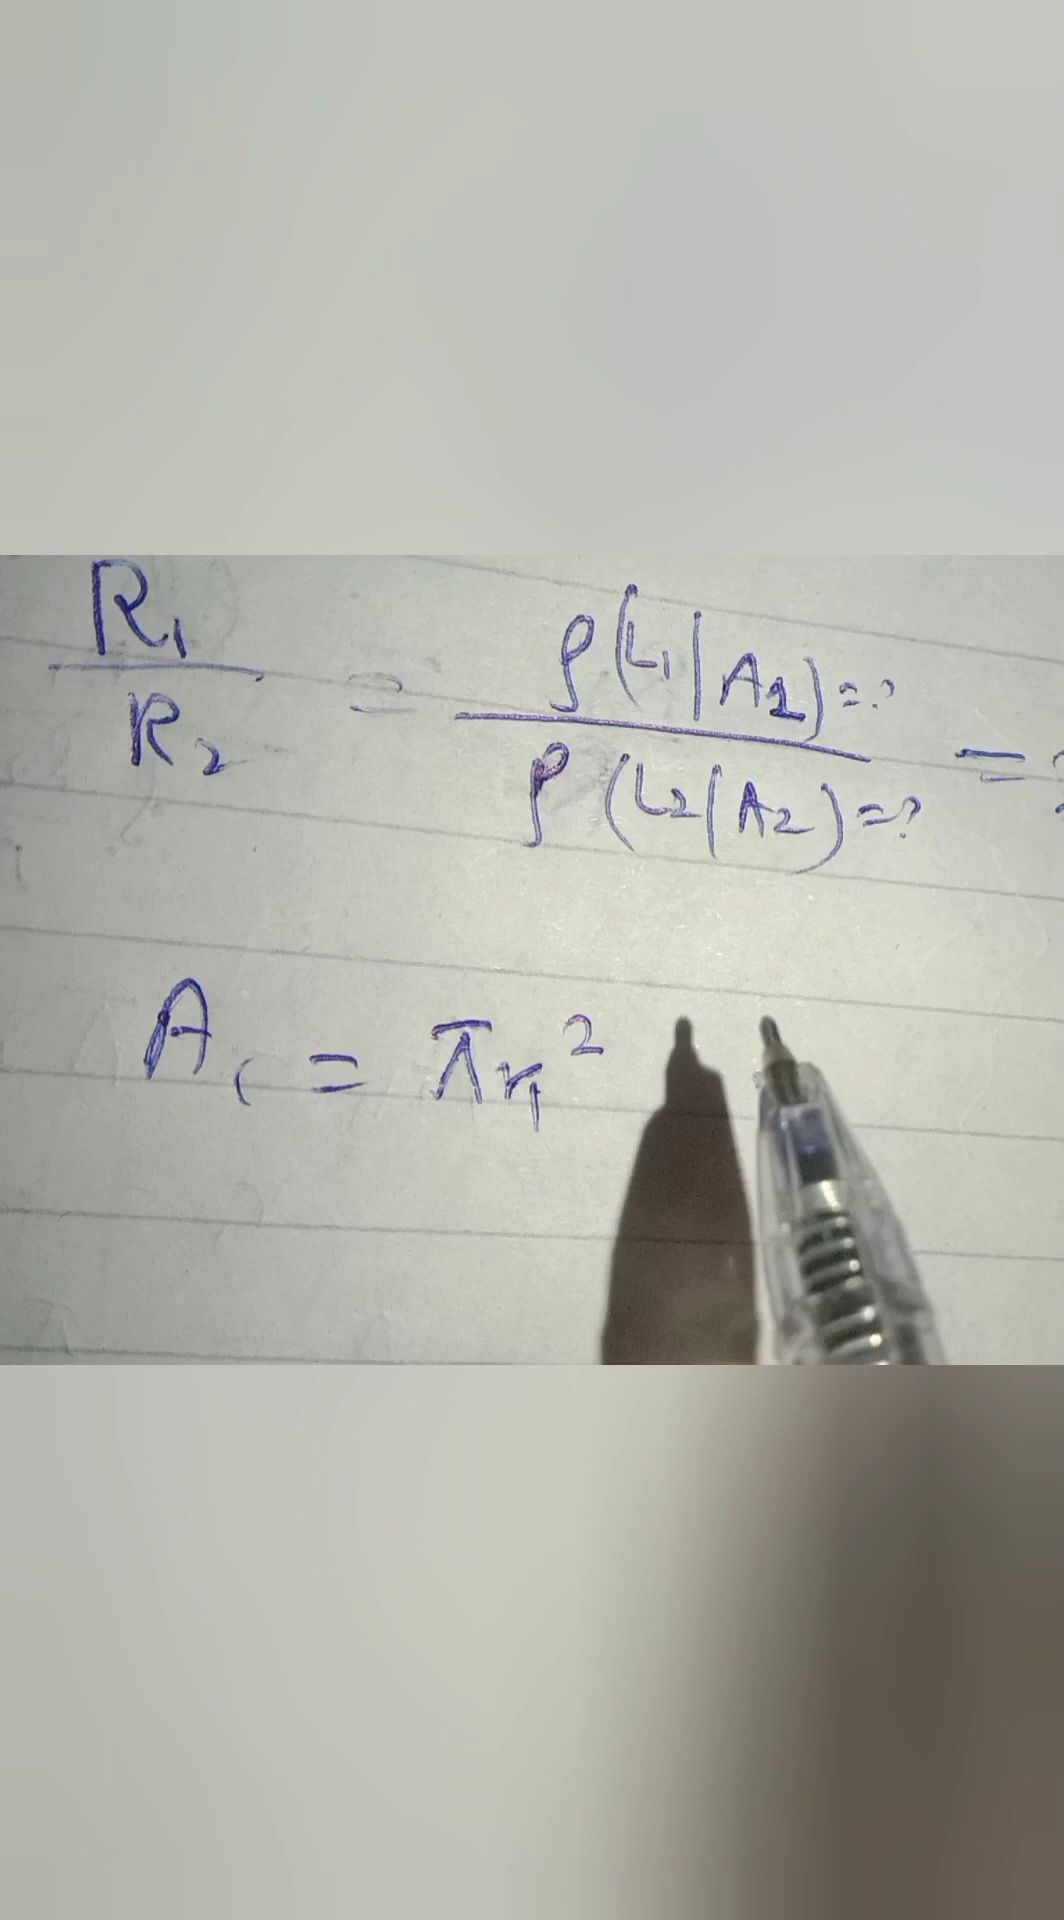 R₁/R₂ = ρ(L₁/A₁)=? / ρ(L₂/A₂)=? =
A₁ = πr₁²